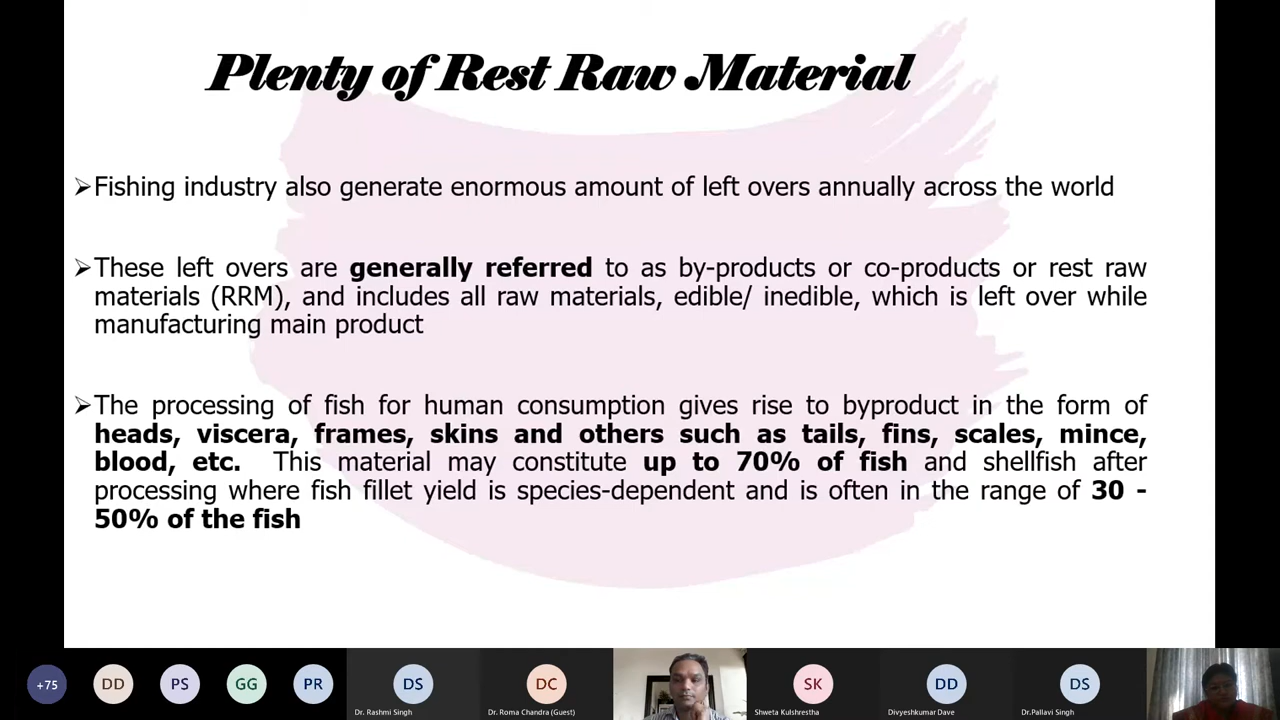 Plenty of Rest Raw Material
➢Fishing industry also generate enormous amount of left overs annually across the world
➢These left overs are generally referred to as by-products or co-products or rest raw
materials (RRM), and includes all raw materials, edible/ inedible, which is left over while
manufacturing main product
➢The processing of fish for human consumption gives rise to byproduct in the form of
heads, viscera, frames, skins and others such as tails, fins, scales, mince,
blood, etc. This material may constitute up to 70% of fish and shellfish after
processing where fish fillet yield is species-dependent and is often in the range of 30 -
50% of the fish
+75 DD PS GG PR DS DC SK DD DS
Dr. Rashmi Singh Dr. Roma Chandra (Guest) Shweta Kulshrestha Divyeshkumar Dave Dr.Pallavi Singh